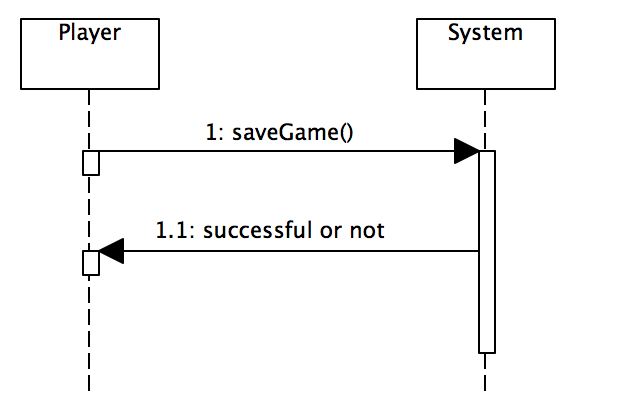 Player
System
1: saveGame()
1.1: successful or not